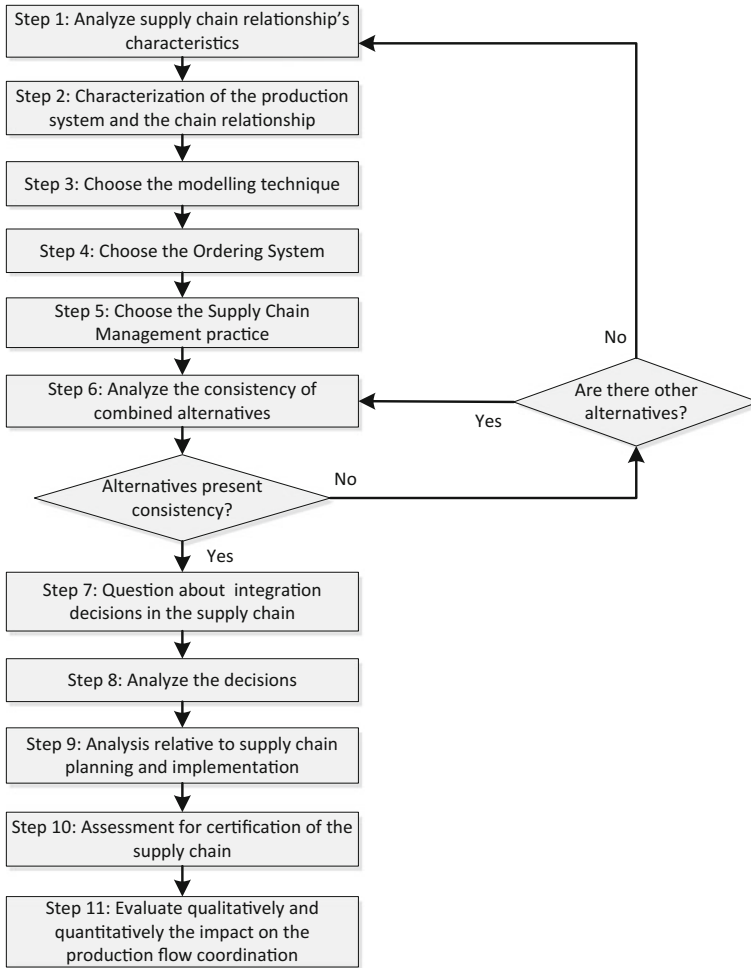 Step 1: Analyze supply chain relationship's
characteristics
Step 2: Characterization of the production
system and the chain relationship
Step 3: Choose the modelling technique
Step 4: Choose the Ordering System
Step 5: Choose the Supply Chain
Management practice
No
Step 6: Analyze the consistency of
combined alternatives
Are there other
alternatives?
Yes
Alternatives present
consistency?
No
Yes
Step 7: Question about integration
decisions in the supply chain
Step 8: Analyze the decisions
Step 9: Analysis relative to supply chain
planning and implementation
Step 10: Assessment for certification of the
supply chain
Step 11: Evaluate qualitatively and
quantitatively the impact on the
production flow coordination